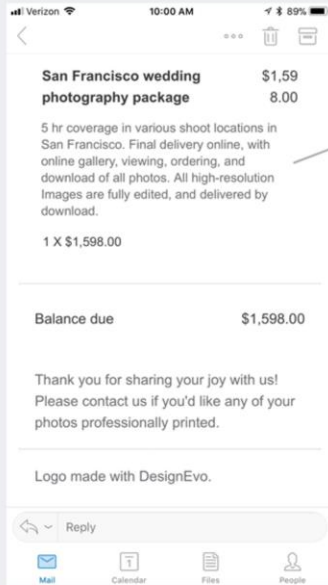 Verizon 10:00 AM 89%
San Francisco wedding $1,59
photography package 8.00
5 hr coverage in various shoot locations in
San Francisco. Final delivery online, with
online gallery, viewing, ordering, and
download of all photos. All high-resolution
Images are fully edited, and delivered by
download.
1 X $1,598.00
Balance due $1,598.00
Thank you for sharing your joy with us!
Please contact us if you'd like any of your
photos professionally printed.
Logo made with DesignEvo.
Reply
1
Mail Calendar Files People